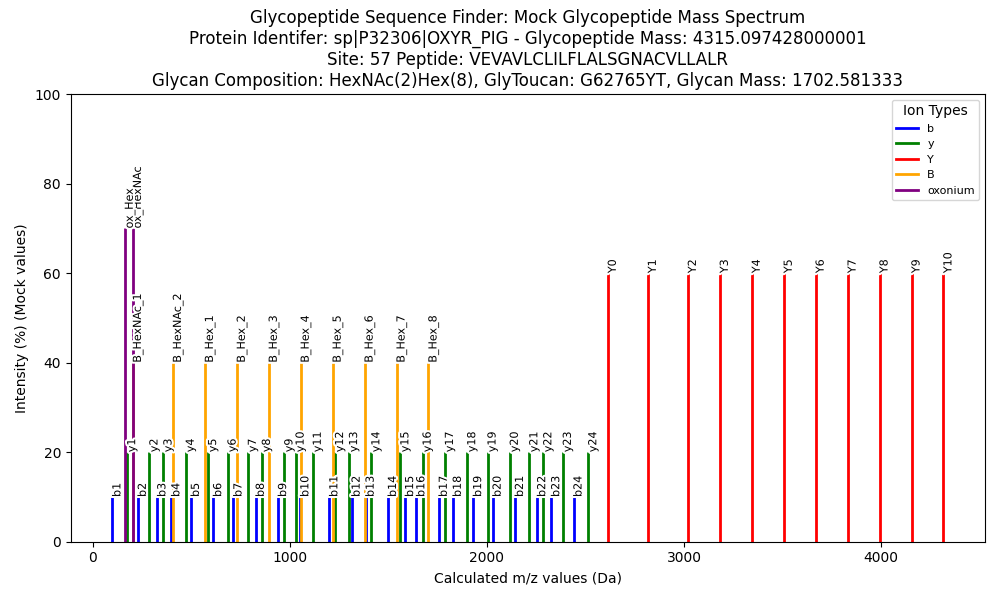 Glycopeptide Sequence Finder: Mock Glycopeptide Mass Spectrum
Protein Identifer: sp|P32306|OXYR_PIG - Glycopeptide Mass: 4315.097428000001
Site: 57 Peptide: VEVAVLCLILFLALSGNACVLLALR
Glycan Composition: HexNAc(2)Hex(8), GlyToucan: G62765YT, Glycan Mass: 1702.581333
Intensity (%) (Mock values)
100
80
60
40
20
0
Ion Types
b
y
Y
B
oxonium
ox_Hex
ox_HexNAc
Y0
Y1
Y2
Y3
Y4
Y5
Y6
Y7
Y8
Y9
Y10
B_HexNAc_1
B_HexNAc_2
B_Hex_1
B_Hex_2
B_Hex_3
B_Hex_4
B_Hex_5
B_Hex_6
B_Hex_7
B_Hex_8
y1
y2
y3
y4
y5
y6
y7
y8
y9
y10
y11
y12
y13
y14
y15
y16
y17
y18
y19
y20
y21
y22
y23
y24
b1
b2
b3
b4
b5
b6
b7
b8
b9
b10
b11
b12
b13
b14
b15
b16
b17
b18
b19
b20
b21
b22
b23
b24
0
1000
2000
3000
4000
Calculated m/z values (Da)